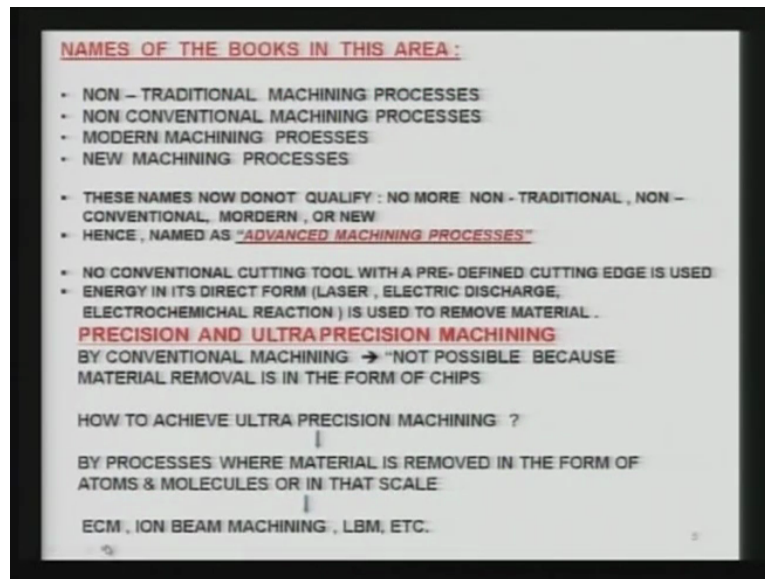 NAMES OF THE BOOKS IN THIS AREA :
• NON – TRADITIONAL MACHINING PROCESSES
• NON CONVENTIONAL MACHINING PROCESSES
• MODERN MACHINING PROESSES
• NEW MACHINING PROCESSES
• THESE NAMES NOW DONOT QUALIFY : NO MORE NON - TRADITIONAL , NON –
CONVENTIONAL, MORDERN , OR NEW
• HENCE , NAMED AS "ADVANCED MACHINING PROCESSES"
• NO CONVENTIONAL CUTTING TOOL WITH A PRE- DEFINED CUTTING EDGE IS USED
• ENERGY IN ITS DIRECT FORM (LASER , ELECTRIC DISCHARGE,
ELECTROCHEMICHAL REACTION ) IS USED TO REMOVE MATERIAL .
PRECISION AND ULTRA PRECISION MACHINING
BY CONVENTIONAL MACHINING ➔ "NOT POSSIBLE BECAUSE
MATERIAL REMOVAL IS IN THE FORM OF CHIPS
HOW TO ACHIEVE ULTRA PRECISION MACHINING ?
BY PROCESSES WHERE MATERIAL IS REMOVED IN THE FORM OF
ATOMS & MOLECULES OR IN THAT SCALE
ECM , ION BEAM MACHINING , LBM, ETC.